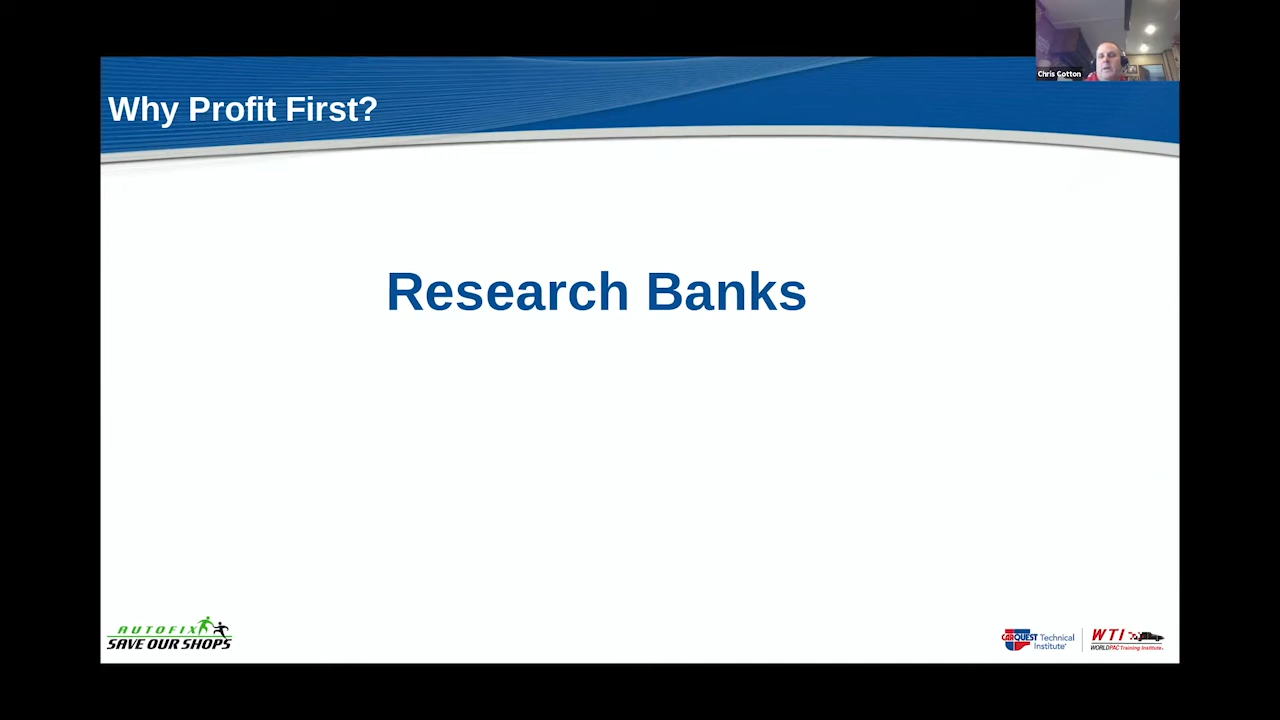 Chris Cotton
Why Profit First?
Research Banks
AUTOFIX
SAVE OUR SHOPS
CARQUEST Technical
Institute
WTI
WORLDPAC Training Institute.